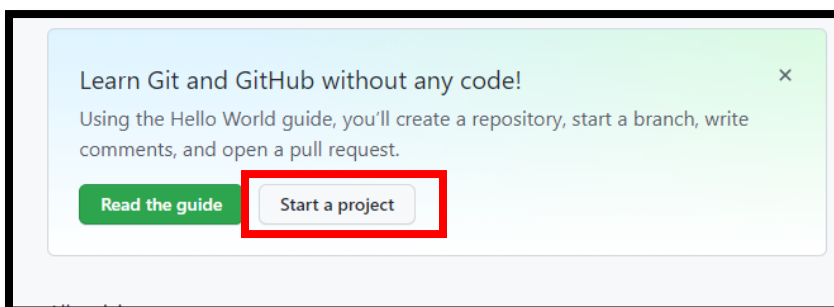 Learn Git and GitHub without any code!
Using the Hello World guide, you’ll create a repository, start a branch, write
comments, and open a pull request.
Read the guide
Start a project